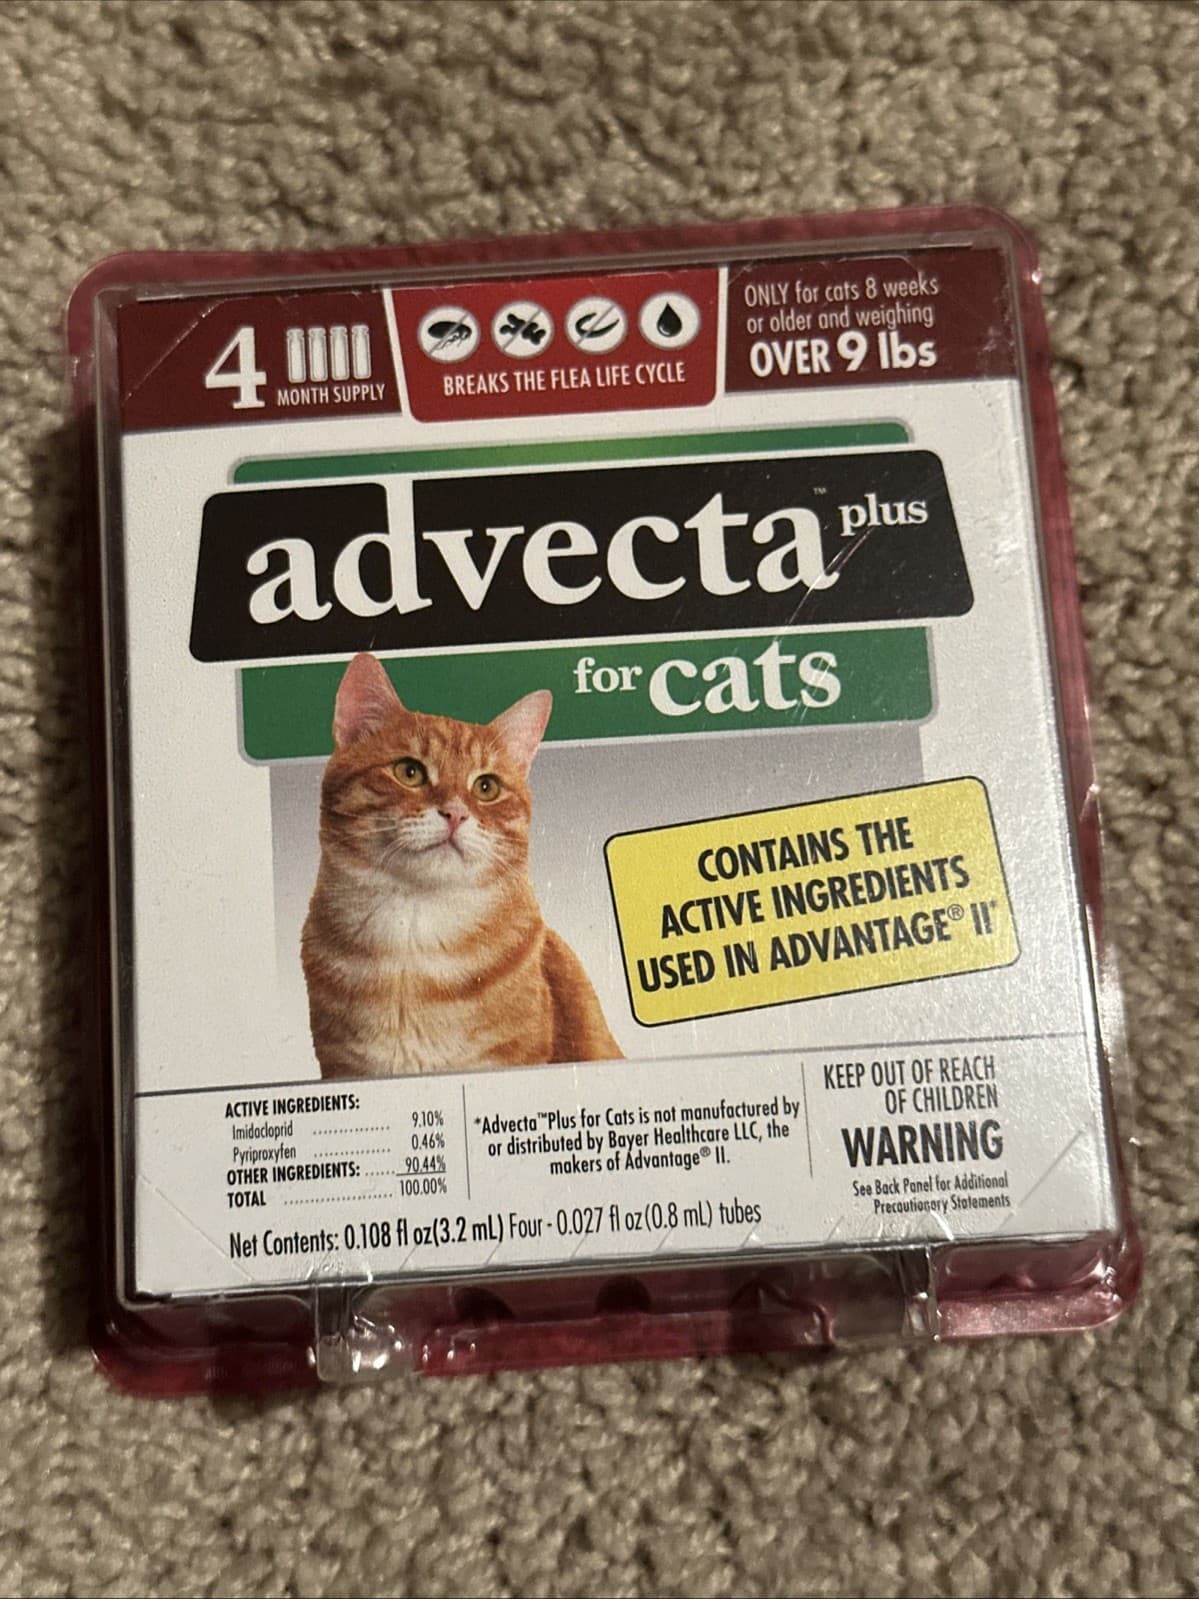 4
MONTH SUPPLY
BREAKS THE FLEA LIFE CYCLE
ONLY for cats 8 weeks
or older and weighing
OVER 9 lbs
advecta™ plus
for cats
CONTAINS THE
ACTIVE INGREDIENTS
USED IN ADVANTAGE® II*
ACTIVE INGREDIENTS:
Imidacloprid ............... 9.10%
Pyriproxyfen ............... 0.46%
OTHER INGREDIENTS: ...... 90.44%
TOTAL ..................... 100.00%
*Advecta™Plus for Cats is not manufactured by
or distributed by Bayer Healthcare LLC, the
makers of Advantage® II.
KEEP OUT OF REACH
OF CHILDREN
WARNING
See Back Panel for Additional
Precautionary Statements
Net Contents: 0.108 fl oz(3.2 mL) Four - 0.027 fl oz(0.8 mL) tubes